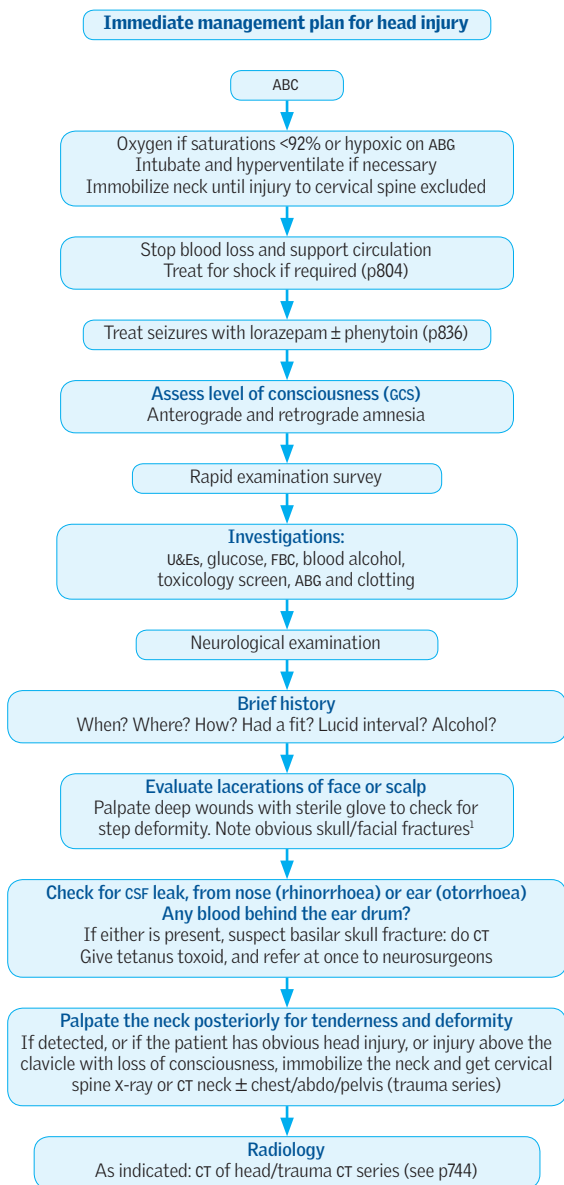 Immediate management plan for head injury
ABC
Oxygen if saturations <92% or hypoxic on ABG
Intubate and hyperventilate if necessary
Immobilize neck until injury to cervical spine excluded
Stop blood loss and support circulation
Treat for shock if required (p804)
Treat seizures with lorazepam ± phenytoin (p836)
Assess level of consciousness (GCS)
Anterograde and retrograde amnesia
Rapid examination survey
Investigations:
U&Es, glucose, FBC, blood alcohol,
toxicology screen, ABG and clotting
Neurological examination
Brief history
When? Where? How? Had a fit? Lucid interval? Alcohol?
Evaluate lacerations of face or scalp
Palpate deep wounds with sterile glove to check for
step deformity. Note obvious skull/facial fractures¹
Check for CSF leak, from nose (rhinorrhoea) or ear (otorrhoea)
Any blood behind the ear drum?
If either is present, suspect basilar skull fracture: do CT
Give tetanus toxoid, and refer at once to neurosurgeons
Palpate the neck posteriorly for tenderness and deformity
If detected, or if the patient has obvious head injury, or injury above the
clavicle with loss of consciousness, immobilize the neck and get cervical
spine x-ray or CT neck ± chest/abdo/pelvis (trauma series)
Radiology
As indicated: CT of head/trauma CT series (see p744)